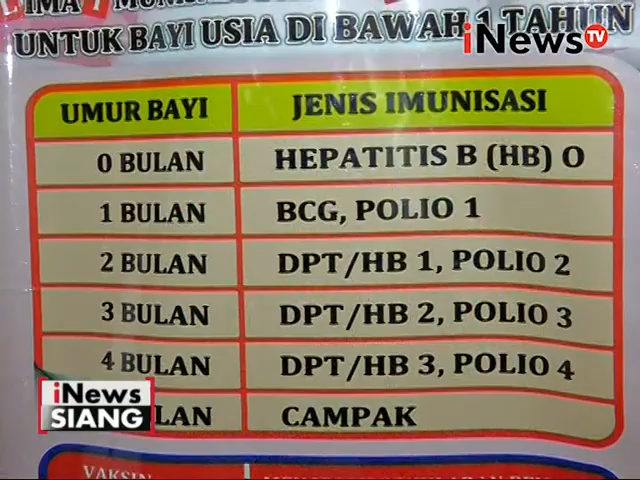 UNTUK BAYI USIA DI BAWAH 1 TAHUN
iNews TV
UMUR BAYI JENIS IMUNISASI
0 BULAN HEPATITIS B (HB) O
1 BULAN BCG, POLIO 1
2 BULAN DPT/HB 1, POLIO 2
3 BULAN DPT/HB 2, POLIO 3
4 BULAN DPT/HB 3, POLIO 4
LAN CAMPAK
iNews
SIANG
VAKSIN